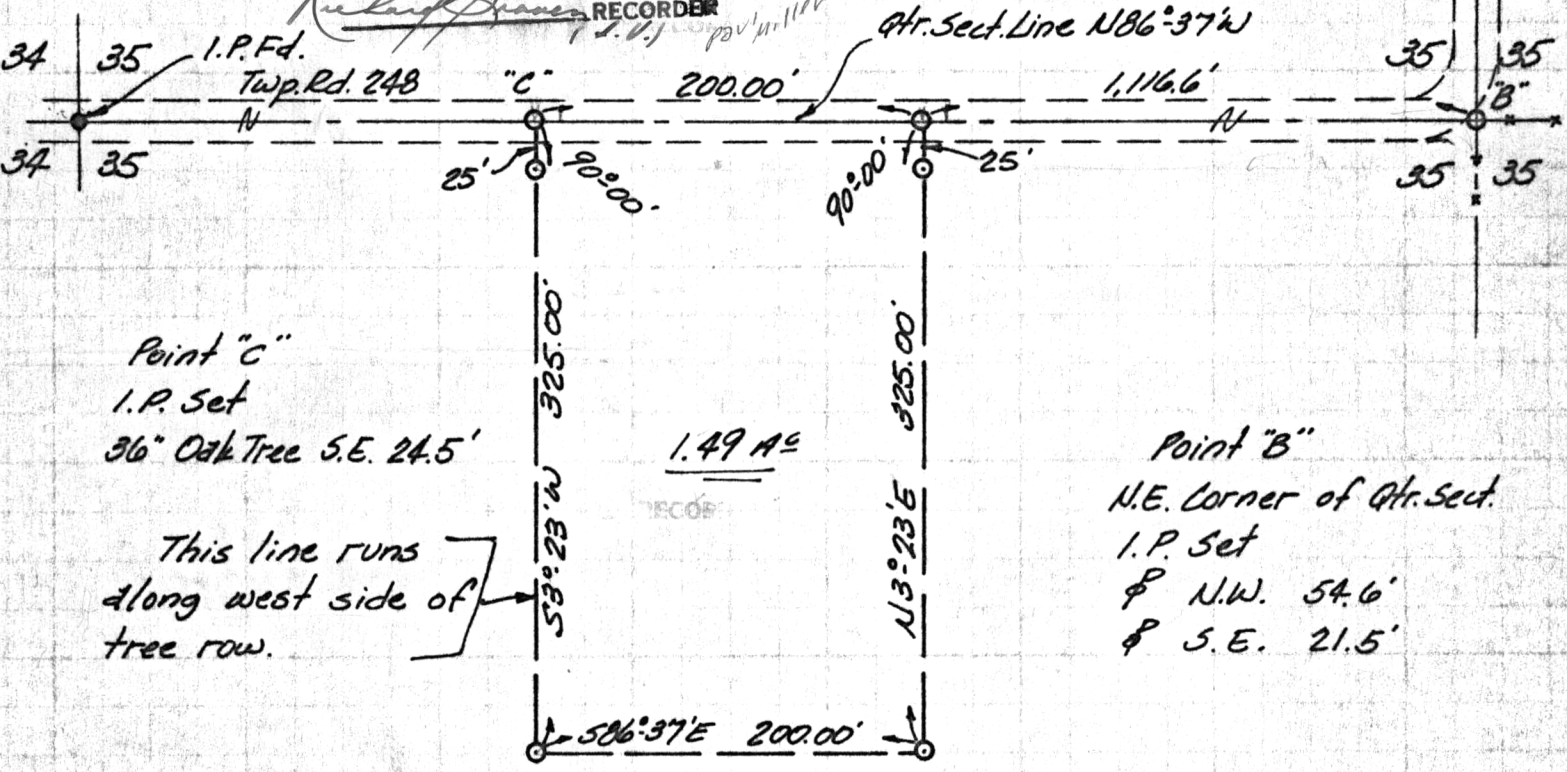 RECORDER
Qtr. Sect. Line N86°-37'W
34 35
I.P. Fd.
Twp. Rd. 248
"C"
200.00'
1,116.6'
35 35
"B"
N
N
34 35
25'
90°-00'
90°-00'
25'
35 35
325.00'
325.00'
Point "C"
I.P. Set
36" Oak Tree S.E. 24.5'
1.49 Ac
Point "B"
N.E. Corner of Qtr. Sect.
I.P. Set
N.W. 54.6'
S.E. 21.5'
This line runs
along west side of
tree row.
S3°-23'W
N3°-23'E
S86°-37'E 200.00'